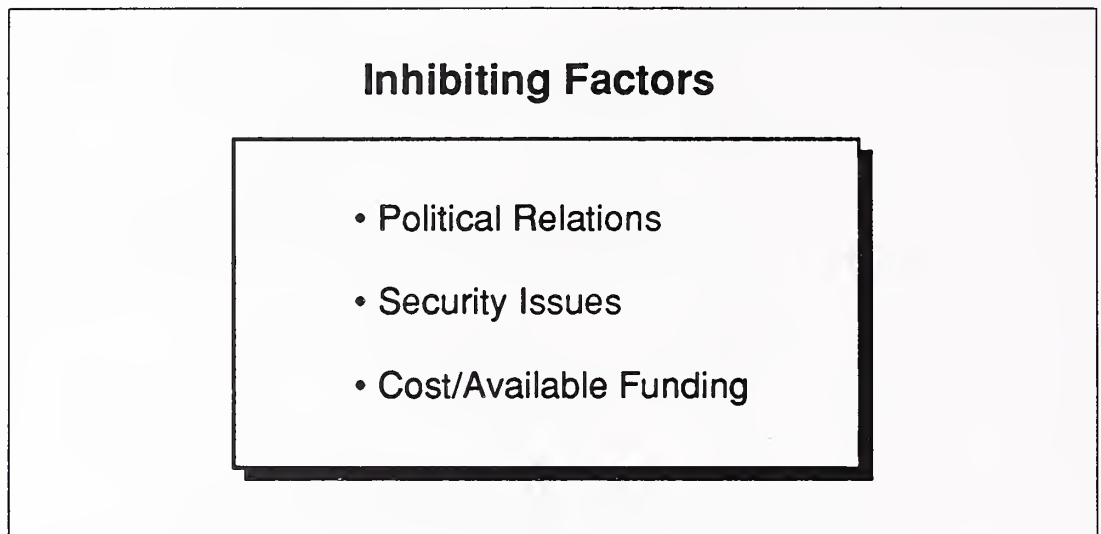 Inhibiting Factors
• Political Relations
• Security Issues
• Cost/Available Funding